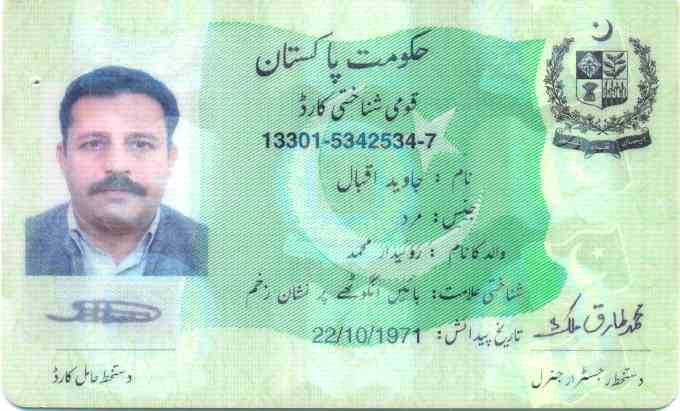 حکومت پاکستان
قومی شناختی کارڈ
13301-5342534-7
نام : جاوید اقبال
جنس: مرد
والد کا نام : رویدار محمد
شناختی علامت: بائیں انگوٹھے پر نشان زخم
تاریخ پیدائش : 22/10/1971
محمد طارق ملک
دستخط حامل کارڈ
دستخط رجسٹرار جنرل